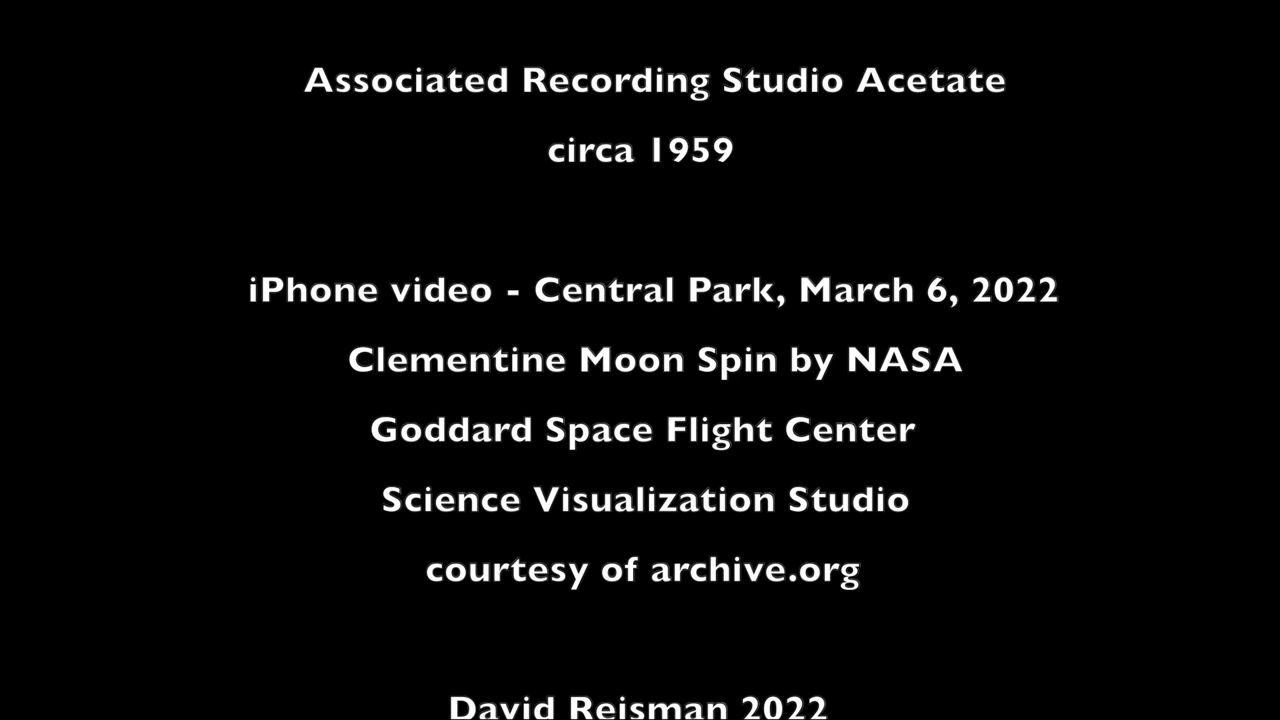 Associated Recording Studio Acetate
circa 1959
iPhone video - Central Park, March 6, 2022
Clementine Moon Spin by NASA
Goddard Space Flight Center
Science Visualization Studio
courtesy of archive.org
David Reisman 2022